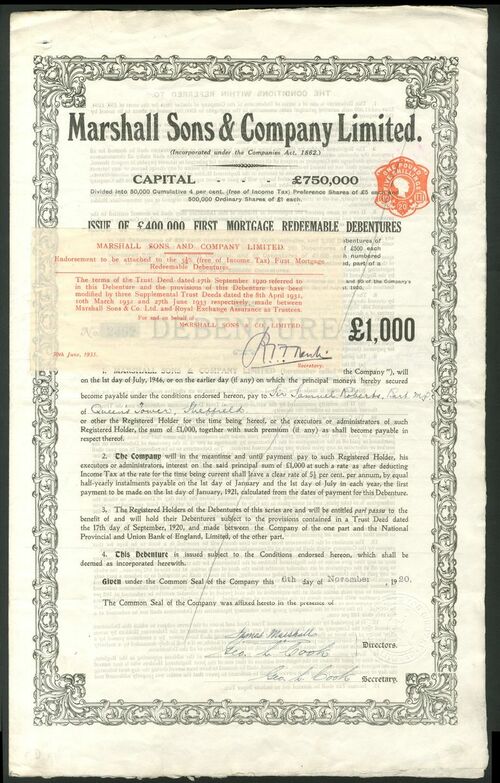 Marshall Sons & Company Limited.
(Incorporated under the Companies Act, 1862.)
CAPITAL - - - £750,000
Divided into 50,000 Cumulative 4 per cent. (free of Income Tax) Preference Shares of £5 each and
500,000 Ordinary Shares of £1 each.
ONE POUND
ISSUE OF £400,000 FIRST MORTGAGE REDEEMABLE DEBENTURES
MARSHALL SONS AND COMPANY LIMITED.
Endorsement to be attached to the (free of Income Tax) First Mortgage
Redeemable Debentures.
The terms of the Trust Deed dated 17th September 1920 referred to
in this Debenture and the provisions of this Debenture have been
modified by three Supplemental Trust Deeds dated the 8th April 1931,
10th March 1932 and 27th June 1933 respectively made between
Marshall Sons & Co. Ltd. and Royal Exchange Assurance as Trustees.
For and on behalf of
MARSHALL SONS & CO. LIMITED,
Secretary.
30th June, 1933.
debentures of
of £500 each
numbered
part of a
of the Company's
DEBENTURE
£1,000
1. MARSHALL SONS & COMPANY LIMITED the Company"), will
on the 1st day of July, 1946, or on the earlier day (if any) on which the principal moneys hereby secured
become payable under the conditions endorsed hereon, pay to Sir Samuel Roberts, Bart. M.P.
of Queens Tower, Sheffield
or other the Registered Holder for the time being hereof, or the executors or administrators of such
Registered Holder, the sum of £1,000, together with such premium (if any) as shall become payable in
respect thereof.
2. The Company will in the meantime and until payment pay to such Registered Holder, his
executors or administrators, interest on the said principal sum of £1,000 at such a rate as after deducting
Income Tax at the rate for the time being current shall leave a clear rate of 5½ per cent. per annum, by equal
half-yearly instalments payable on the 1st day of January and the 1st day of July in each year, the first
payment to be made on the 1st day of January, 1921, calculated from the dates of payment for this Debenture.
3. The Registered Holders of the Debentures of this series are and will be entitled pari passu to the
benefit of and will hold their Debentures subject to the provisions contained in a Trust Deed dated
the 17th day of September, 1920, and made between the Company of the one part and the National
Provincial and Union Bank of England, Limited, of the other part.
4. This Debenture is issued subject to the Conditions endorsed hereon, which shall be
deemed as incorporated herewith.
Given under the Common Seal of the Company this 6th day of November 1920.
The Common Seal of the Company was affixed hereto in the presence of
James Marshall
Geo. L Cook
Directors.
Geo L Cook
Secretary.